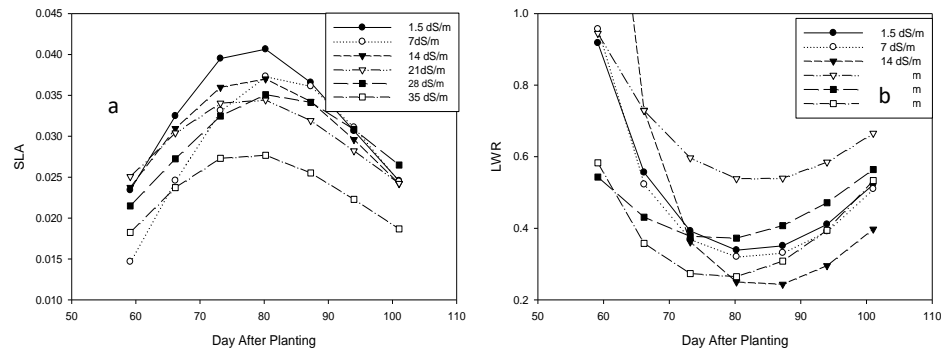 0.045
0.040
0.035
0.030
0.025
0.020
0.015
0.010
SLA
a
1.5 dS/m
7dS/m
14 dS/m
21dS/m
28 dS/m
35 dS/m
50 60 70 80 90 100 110
Day After Planting
1.0
0.8
0.6
0.4
0.2
LWR
1.5 dS/m
7 dS/m
14 dS/m
m
m
m
b
50 60 70 80 90 100 110
Day After Planting